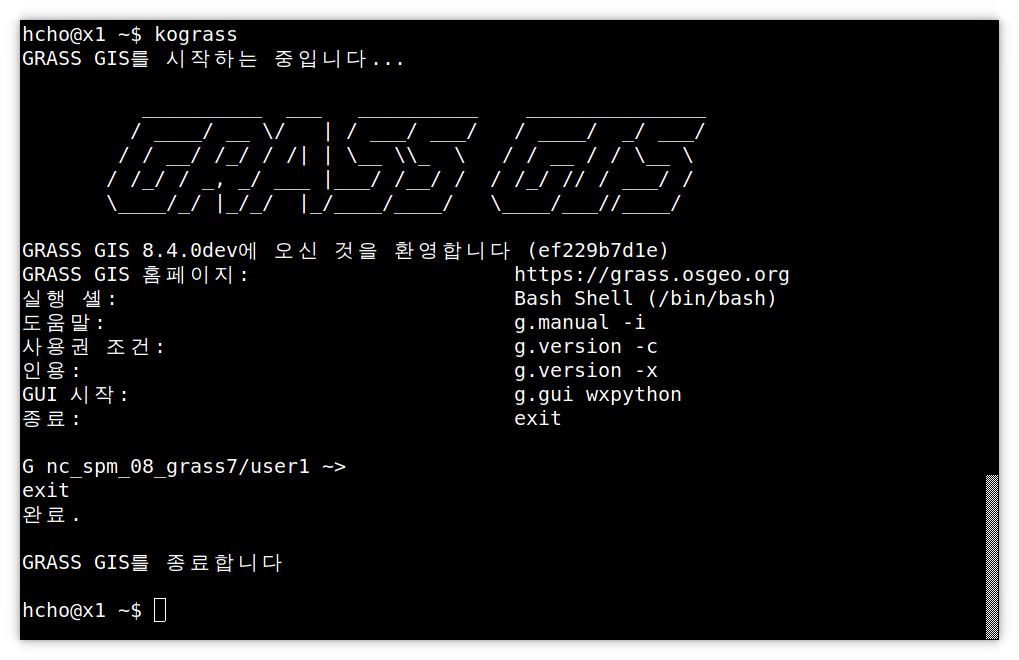 hcho@x1 ~$ kograss
GRASS GIS를 시작하는 중입니다...
          __________  ___   __________    _______________
         / ____/ __ \/   | / ___/ ___/   / ____/  _/ ___/
        / / __/ /_/ / /| | \__ \\_  \   / / __ / / \__ \
       / /_/ / _, _/ ___ |___/ /__/ /  / /_/ // / ___/ /
       \____/_/ |_/_/  |_/____/____/   \____/___//____/
GRASS GIS 8.4.0dev에 오신 것을 환영합니다 (ef229b7d1e)
GRASS GIS 홈페이지: https://grass.osgeo.org
실행 셸: Bash Shell (/bin/bash)
도움말: g.manual -i
사용권 조건: g.version -c
인용: g.version -x
GUI 시작: g.gui wxpython
종료: exit
G nc_spm_08_grass7/user1 ~>
exit
완료.
GRASS GIS를 종료합니다
hcho@x1 ~$